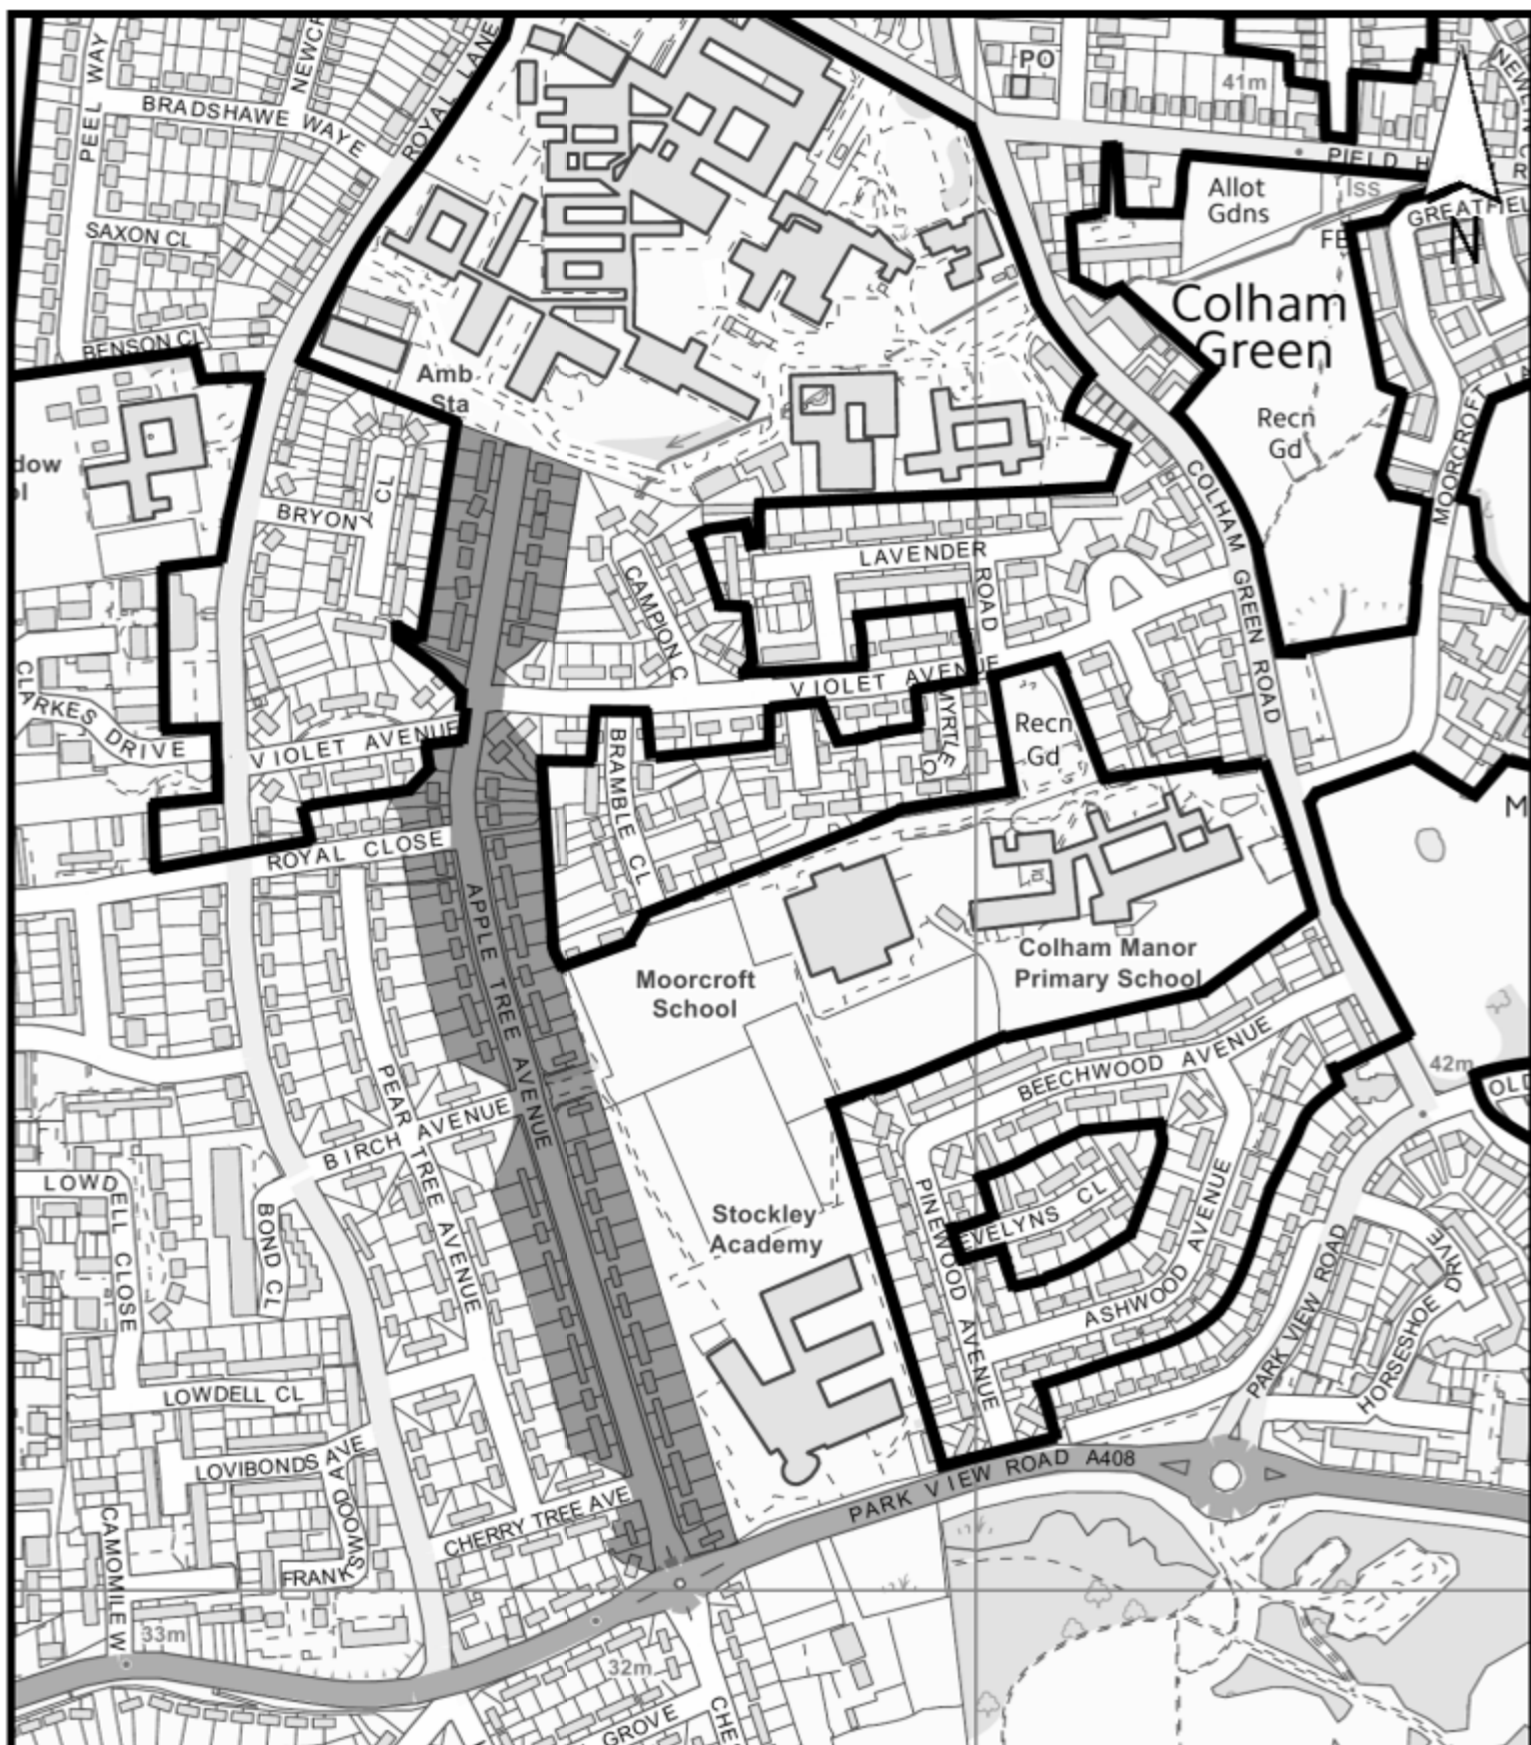 PEEL WAY
BRADSHAWE WAYE
ROYAL LANE
SAXON CL
BENSON CL
PO
41m
PIELD H
Allot
Gdns
Iss
GREATFIEL
N
Colham
Green
Recn
Gd
MOORCROFT LA
Amb
Sta
dow
ol
BRYONY CL
CAMPION C
LAVENDER
ROAD
COLHAM GREEN ROAD
CLARKES DRIVE
VIOLET AVENUE
VIOLET AVENUE
MYRTLE
Recn
Gd
BRAMBLE CL
ROYAL CLOSE
APPLE TREE AVENUE
Moorcroft
School
Colham Manor
Primary School
M
42m
OLD
BEECHWOOD AVENUE
PEAR TREE AVENUE
BIRCH AVENUE
LOWDELL CLOSE
BOND CL
PINEWOOD AVENUE
EVELYNS CL
ASHWOOD AVENUE
Stockley
Academy
PARK VIEW ROAD
HORSESHOE DRIVE
LOWDELL CL
LOVIBONDS AVE
FRANKSWOOD A
CHERRY TREE AVE
PARK VIEW ROAD A408
CAMOMILE W
33m
32m
GROVE
CHE